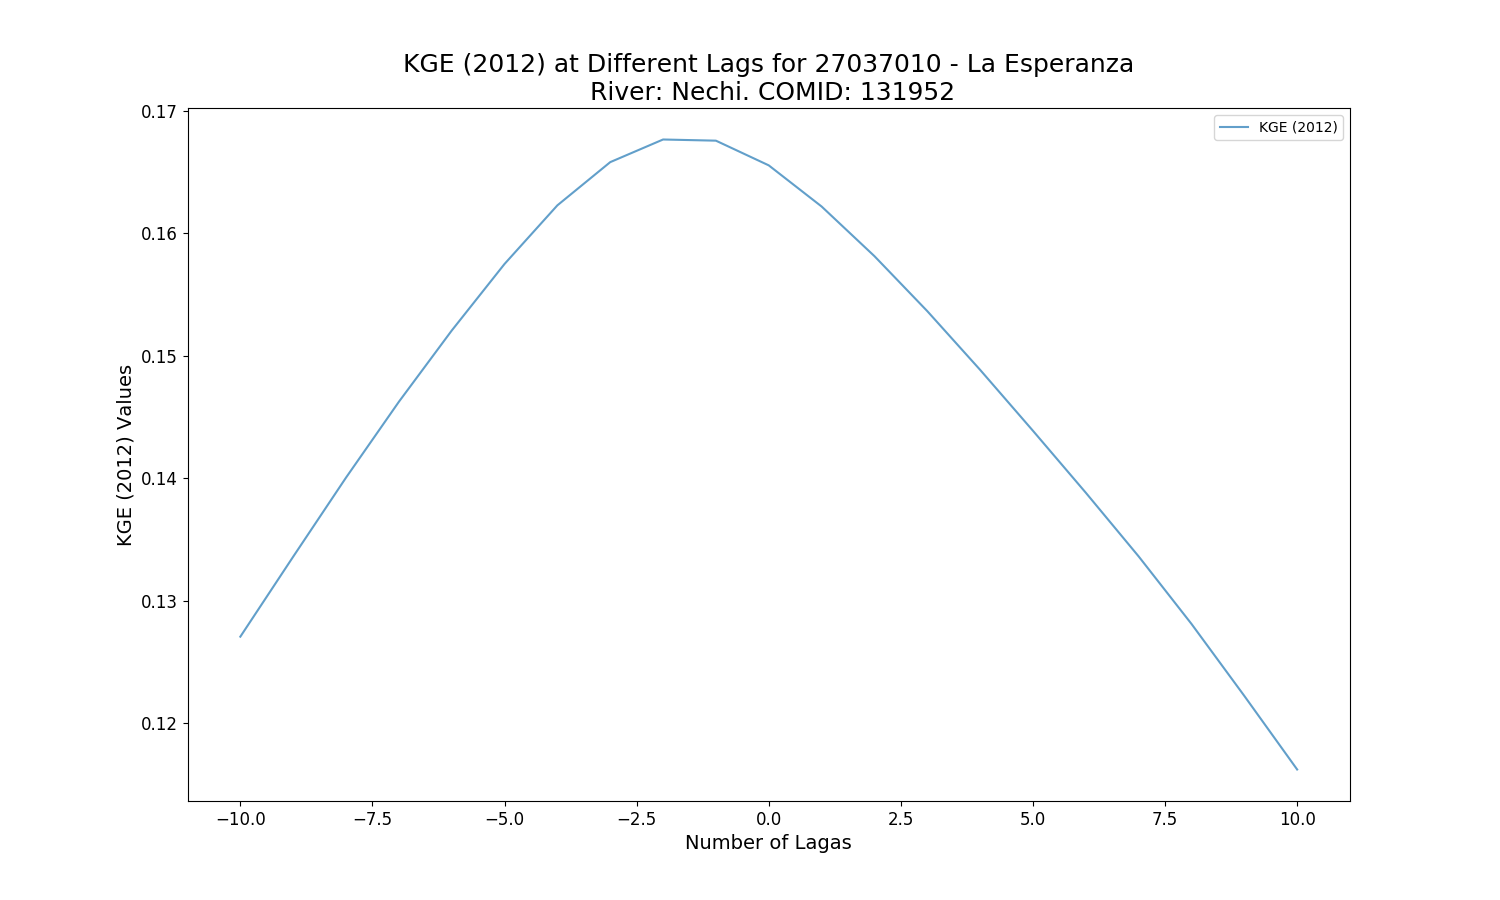 KGE (2012) at Different Lags for 27037010 - La Esperanza
River: Nechi. COMID: 131952
KGE (2012)
KGE (2012) Values
0.17
0.16
0.15
0.14
0.13
0.12
−10.0 −7.5 −5.0 −2.5 0.0 2.5 5.0 7.5 10.0
Number of Lagas